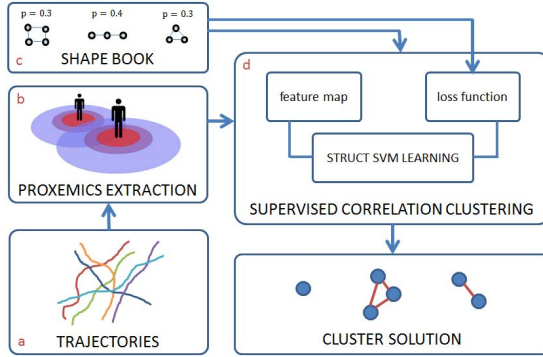 p = 0.3 p = 0.4 p = 0.3
c SHAPE BOOK
b
PROXEMICS EXTRACTION
a TRAJECTORIES
d
feature map loss function
STRUCT SVM LEARNING
SUPERVISED CORRELATION CLUSTERING
CLUSTER SOLUTION